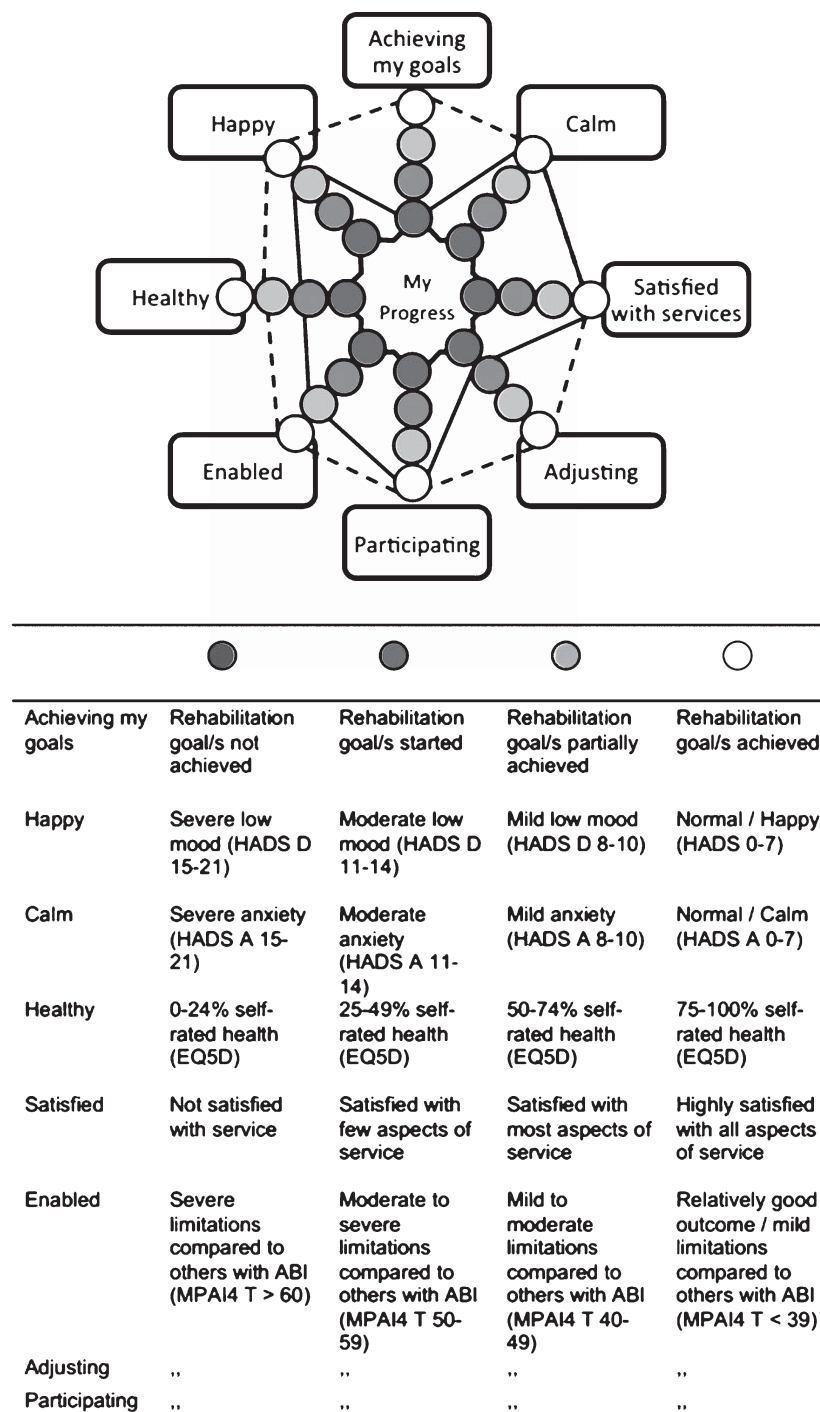 Achieving
my goals
Happy
Calm
Healthy
My
Progress
Satisfied
with services
Enabled
Adjusting
Participating
Achieving my
goals
Rehabilitation
goal/s not
achieved
Rehabilitation
goal/s started
Rehabilitation
goal/s partially
achieved
Rehabilitation
goal/s achieved
Happy
Severe low
mood (HADS D
15-21)
Moderate low
mood (HADS D
11-14)
Mild low mood
(HADS D 8-10)
Normal / Happy
(HADS 0-7)
Calm
Severe anxiety
(HADS A 15-
21)
Moderate
anxiety
(HADS A 11-
14)
Mild anxiety
(HADS A 8-10)
Normal / Calm
(HADS A 0-7)
Healthy
0-24% self-
rated health
(EQ5D)
25-49% self-
rated health
(EQ5D)
50-74% self-
rated health
(EQ5D)
75-100% self-
rated health
(EQ5D)
Satisfied
Not satisfied
with service
Satisfied with
few aspects of
service
Satisfied with
most aspects of
service
Highly satisfied
with all aspects
of service
Enabled
Severe
limitations
compared to
others with ABI
(MPAI4 T > 60)
Moderate to
severe
limitations
compared to
others with ABI
(MPAI4 T 50-
59)
Mild to
moderate
limitations
compared to
others with ABI
(MPAI4 T 40-
49)
Relatively good
outcome / mild
limitations
compared to
others with ABI
(MPAI4 T < 39)
Adjusting ,, ,, ,, ,,
Participating ,, ,, ,, ,,